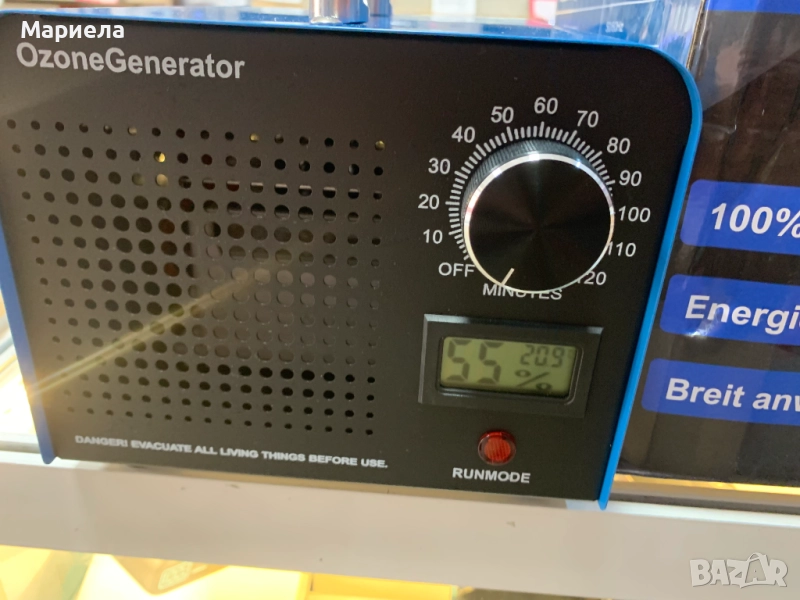 Мариела
OzoneGenerator
OFF
10
20
30
40
50
60
70
80
90
100
110
120
MINUTES
55 %
20.9
RUNMODE
DANGER! EVACUATE ALL LIVING THINGS BEFORE USE.
100%
Energie
Breit anw
BAZAR